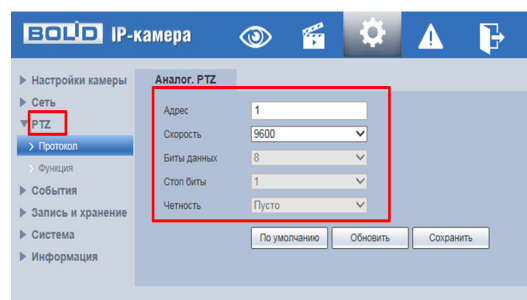 BOLID IP-камера
Настройки камеры
Сеть
PTZ
Протокол
Функция
События
Запись и хранение
Система
Информация
Аналог. PTZ
Адрес 1
Скорость 9600
Биты данных 8
Стоп биты 1
Четность Пусто
По умолчанию Обновить Сохранить